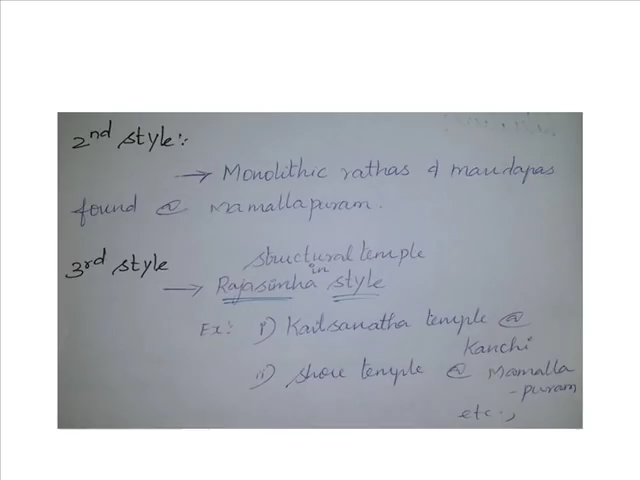 2nd style:-
→ Monolithic rathas & mandapas
found @ Mamallapuram.
3rd style
structural temple
in
→ Rajasimha style
Ex: i) Kailsanatha temple @
Kanchi
ii) shore temple @ Mamalla
-puram
etc.,